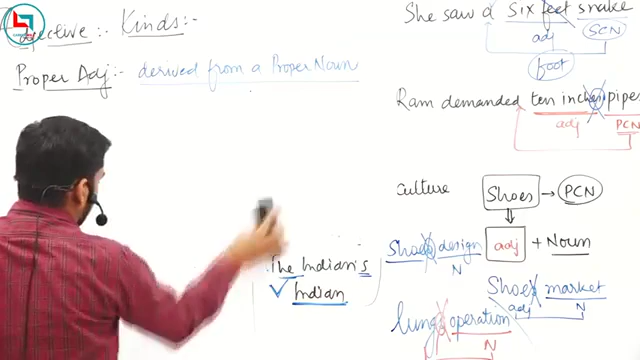 Adjective :- Kinds:-
Proper Adj:- derived from a Proper Noun
She saw a six feet snake
adj
SCN
foot
Ram demanded ten inches pipes
adj
PCN
culture
Shoes → PCN
adj + Noun
The Indian is
Indian
Shoes design
N
Shoes market
adj
N
lungs operation
N